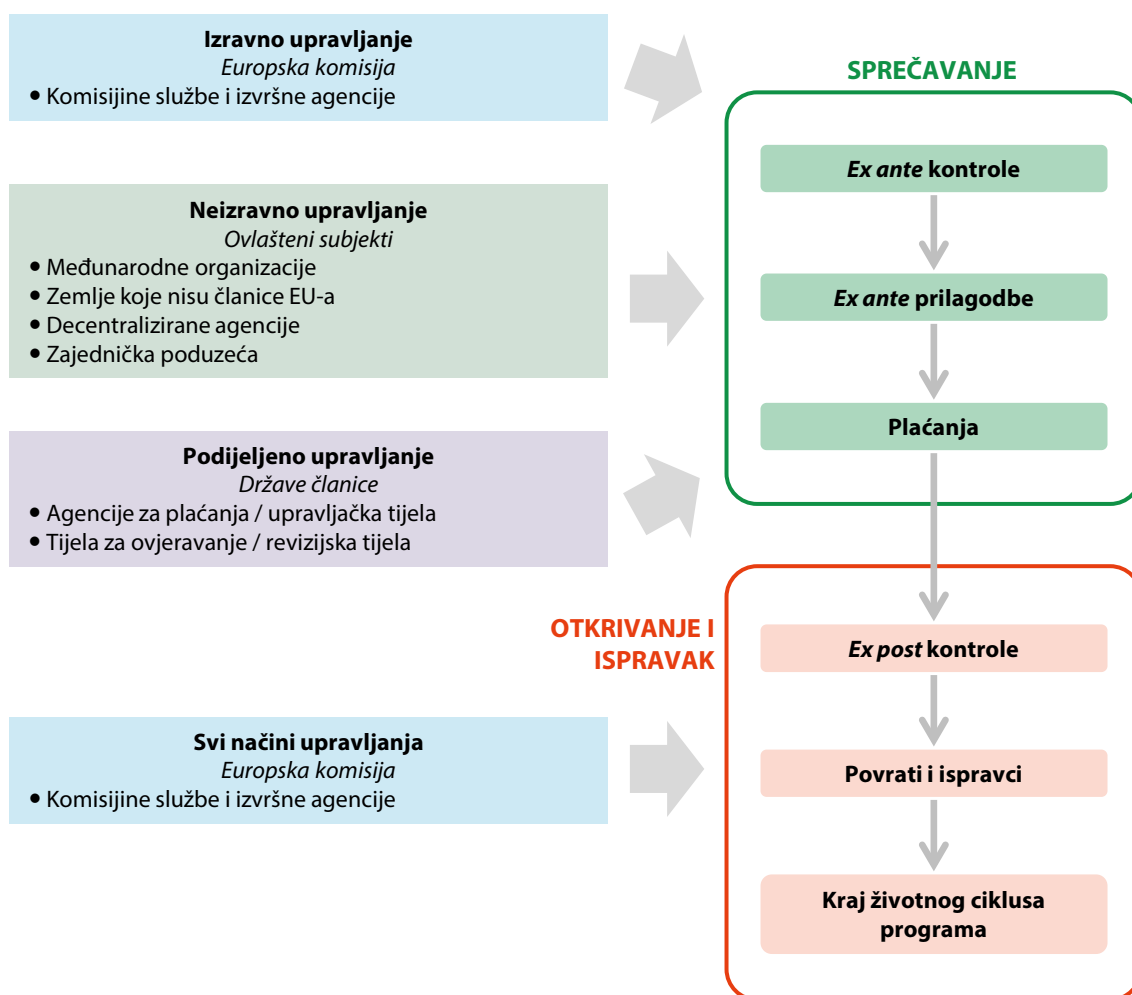 Izravno upravljanje
Europska komisija
• Komisijine službe i izvršne agencije
Neizravno upravljanje
Ovlašteni subjekti
• Međunarodne organizacije
• Zemlje koje nisu članice EU-a
• Decentralizirane agencije
• Zajednička poduzeća
Podijeljeno upravljanje
Države članice
• Agencije za plaćanja / upravljačka tijela
• Tijela za ovjeravanje / revizijska tijela
Svi načini upravljanja
Europska komisija
• Komisijine službe i izvršne agencije
SPREČAVANJE
Ex ante kontrole
Ex ante prilagodbe
Plaćanja
OTKRIVANJE I
ISPRAVAK
Ex post kontrole
Povrati i ispravci
Kraj životnog ciklusa
programa